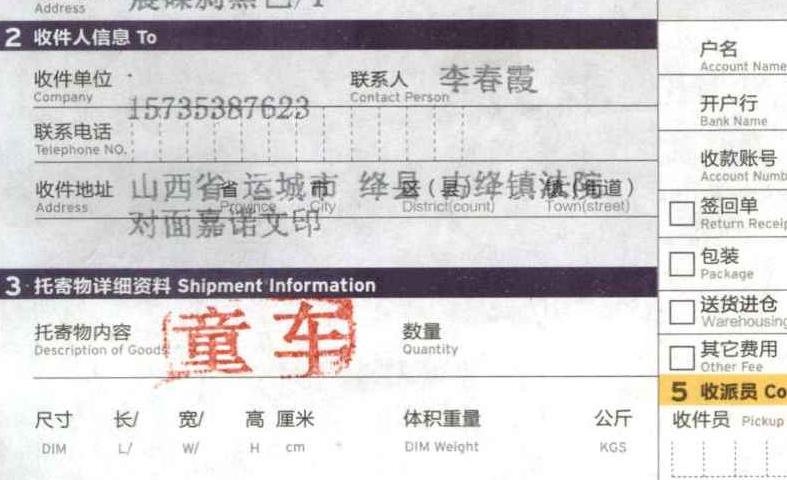 Address
2 收件人信息 To
收件单位
Company
联系人 李春霞
Contact Person
15735387623
联系电话
Telephone NO.
收件地址 山西省 运城市 绛县 古绛镇法院
Address
省 Province 市 City 区(县) District(count) 镇(街道) Town(street)
对面嘉诺文印
3 托寄物详细资料 Shipment Information
托寄物内容 童车
Description of Goods
数量
Quantity
尺寸 长/ 宽/ 高 厘米
DIM L/ W/ H cm
体积重量 公斤
DIM Weight KGS
户名
Account Name
开户行
Bank Name
收款账号
Account Numb
签回单
Return Receip
包装
Package
送货进仓
Warehousing
其它费用
Other Fee
5 收派员 Co
收件员 Pickup